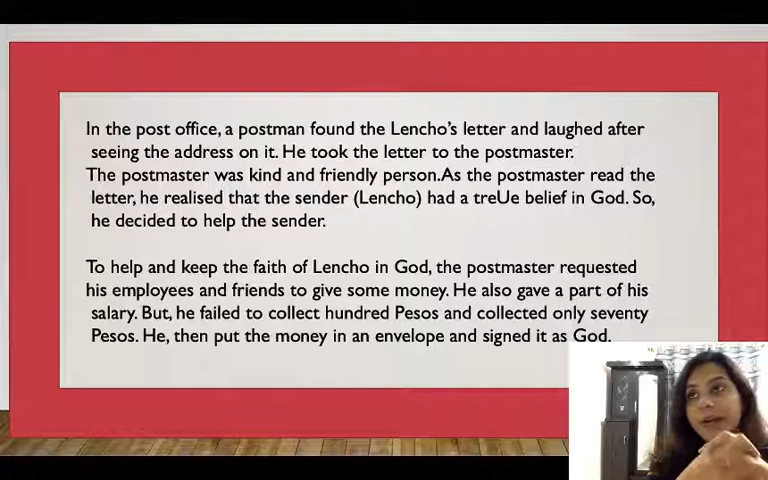 In the post office, a postman found the Lencho's letter and laughed after
seeing the address on it. He took the letter to the postmaster.
The postmaster was kind and friendly person.As the postmaster read the
letter, he realised that the sender (Lencho) had a treUe belief in God. So,
he decided to help the sender.
To help and keep the faith of Lencho in God, the postmaster requested
his employees and friends to give some money. He also gave a part of his
salary. But, he failed to collect hundred Pesos and collected only seventy
Pesos. He, then put the money in an envelope and signed it as God.